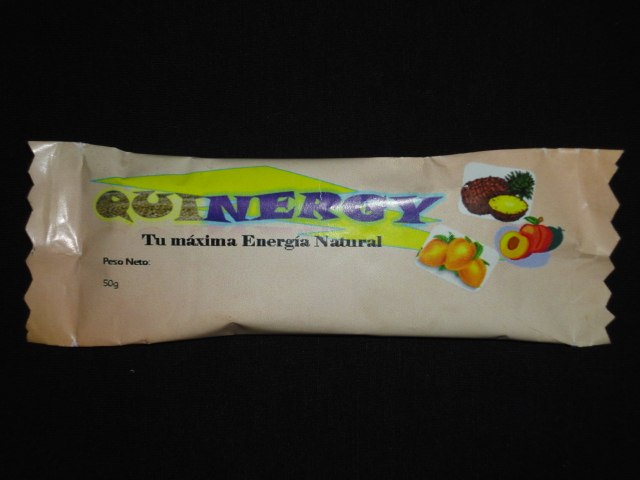 QUINERGY
Tu máxima Energía Natural
Peso Neto:
50g